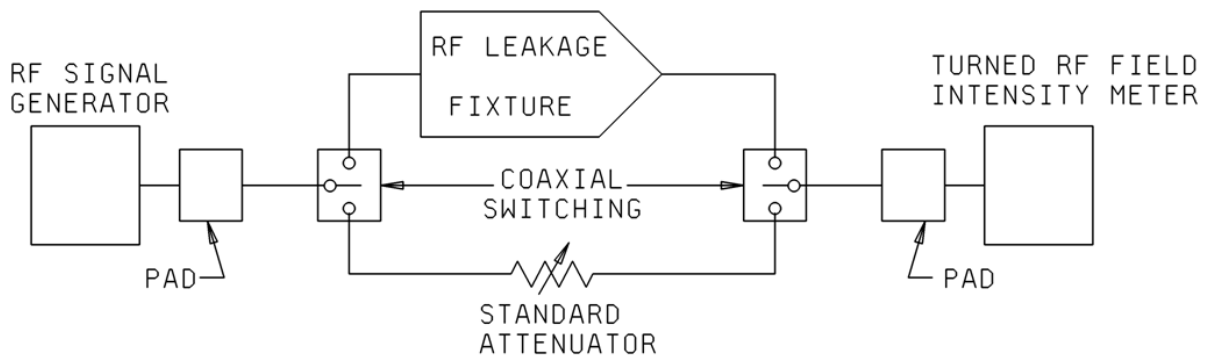 RF LEAKAGE
FIXTURE
RF SIGNAL
GENERATOR
TURNED RF FIELD
INTENSITY METER
COAXIAL
SWITCHING
PAD
PAD
STANDARD
ATTENUATOR